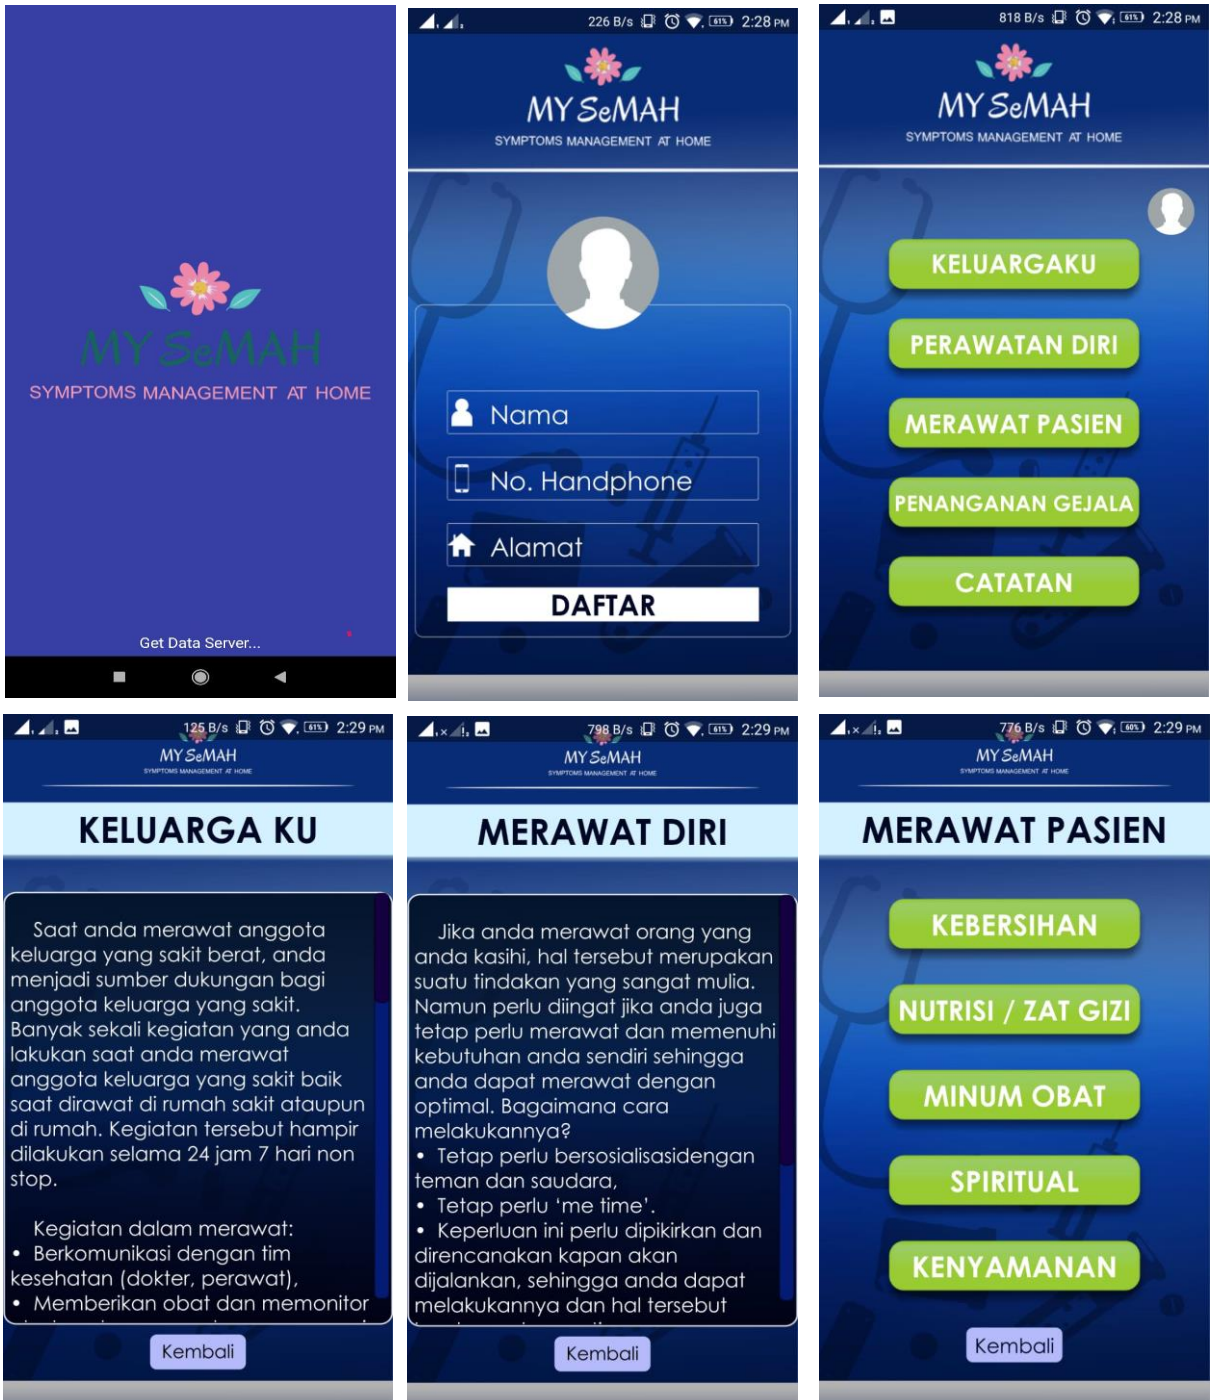 MY SeMAH
SYMPTOMS MANAGEMENT AT HOME
Get Data Server...
226 B/s 61% 2:28 PM
MY SeMAH
SYMPTOMS MANAGEMENT AT HOME
Nama
No. Handphone
Alamat
DAFTAR
818 B/s 61% 2:28 PM
MY SeMAH
SYMPTOMS MANAGEMENT AT HOME
KELUARGAKU
PERAWATAN DIRI
MERAWAT PASIEN
PENANGANAN GEJALA
CATATAN
125 B/s 61% 2:29 PM
MY SeMAH
SYMPTOMS MANAGEMENT AT HOME
KELUARGA KU
Saat anda merawat anggota
keluarga yang sakit berat, anda
menjadi sumber dukungan bagi
anggota keluarga yang sakit.
Banyak sekali kegiatan yang anda
lakukan saat anda merawat
anggota keluarga yang sakit baik
saat dirawat di rumah sakit ataupun
di rumah. Kegiatan tersebut hampir
dilakukan selama 24 jam 7 hari non
stop.
Kegiatan dalam merawat:
• Berkomunikasi dengan tim
kesehatan (dokter, perawat),
• Memberikan obat dan memonitor
Kembali
798 B/s 61% 2:29 PM
MY SeMAH
SYMPTOMS MANAGEMENT AT HOME
MERAWAT DIRI
Jika anda merawat orang yang
anda kasihi, hal tersebut merupakan
suatu tindakan yang sangat mulia.
Namun perlu diingat jika anda juga
tetap perlu merawat dan memenuhi
kebutuhan anda sendiri sehingga
anda dapat merawat dengan
optimal. Bagaimana cara
melakukannya?
• Tetap perlu bersosialisasidengan
teman dan saudara,
• Tetap perlu 'me time'.
• Keperluan ini perlu dipikirkan dan
direncanakan kapan akan
dijalankan, sehingga anda dapat
melakukannya dan hal tersebut
Kembali
776 B/s 60% 2:29 PM
MY SeMAH
SYMPTOMS MANAGEMENT AT HOME
MERAWAT PASIEN
KEBERSIHAN
NUTRISI / ZAT GIZI
MINUM OBAT
SPIRITUAL
KENYAMANAN
Kembali